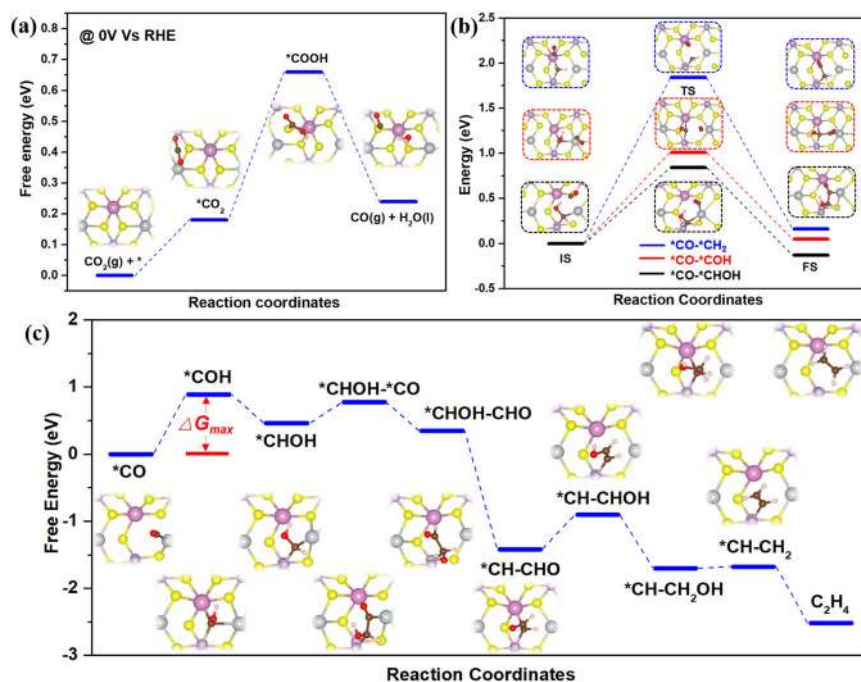 (a)
@ 0V Vs RHE
Free energy (eV)
0.7
0.6
0.5
0.4
0.3
0.2
0.1
0.0
*COOH
*CO₂
CO₂(g) + *
CO(g) + H₂O(l)
Reaction coordinates
(b)
Energy (eV)
2.5
2.0
1.5
1.0
0.5
0.0
-0.5
TS
IS
FS
*CO-*CH₂
*CO-*COH
*CO-*CHOH
Reaction Coordinates
(c)
Free Energy (eV)
2
1
0
-1
-2
-3
*CO
*COH
△G_max
*CHOH
*CHOH-*CO
*CHOH-CHO
*CH-CHO
*CH-CHOH
*CH-CH₂OH
*CH-CH₂
C₂H₄
Reaction Coordinates